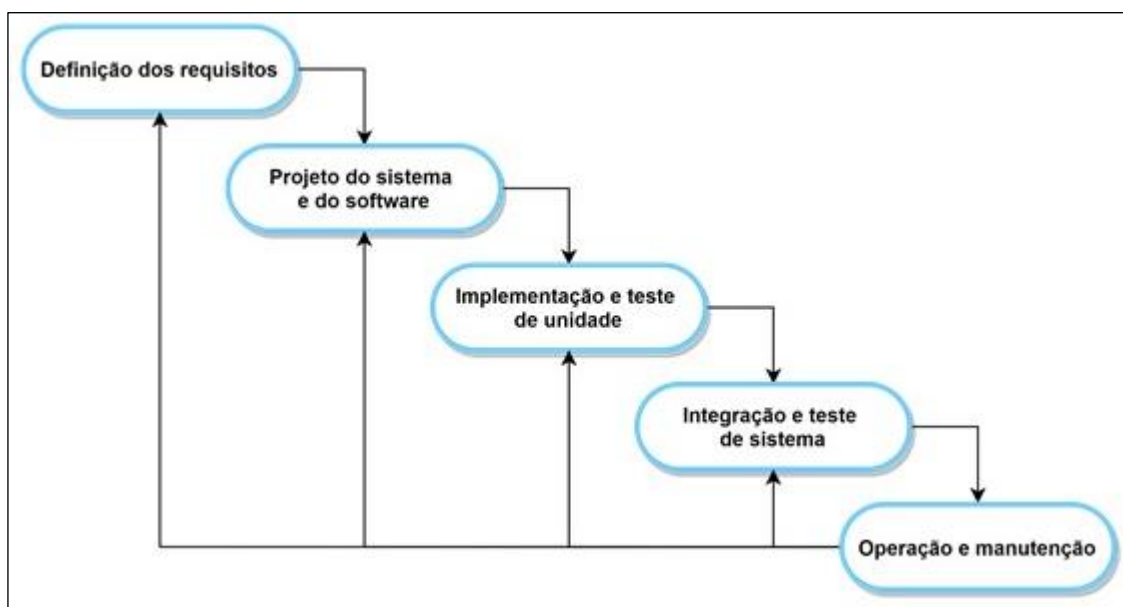 Definição dos requisitos
Projeto do sistema
e do software
Implementação e teste
de unidade
Integração e teste
de sistema
Operação e manutenção